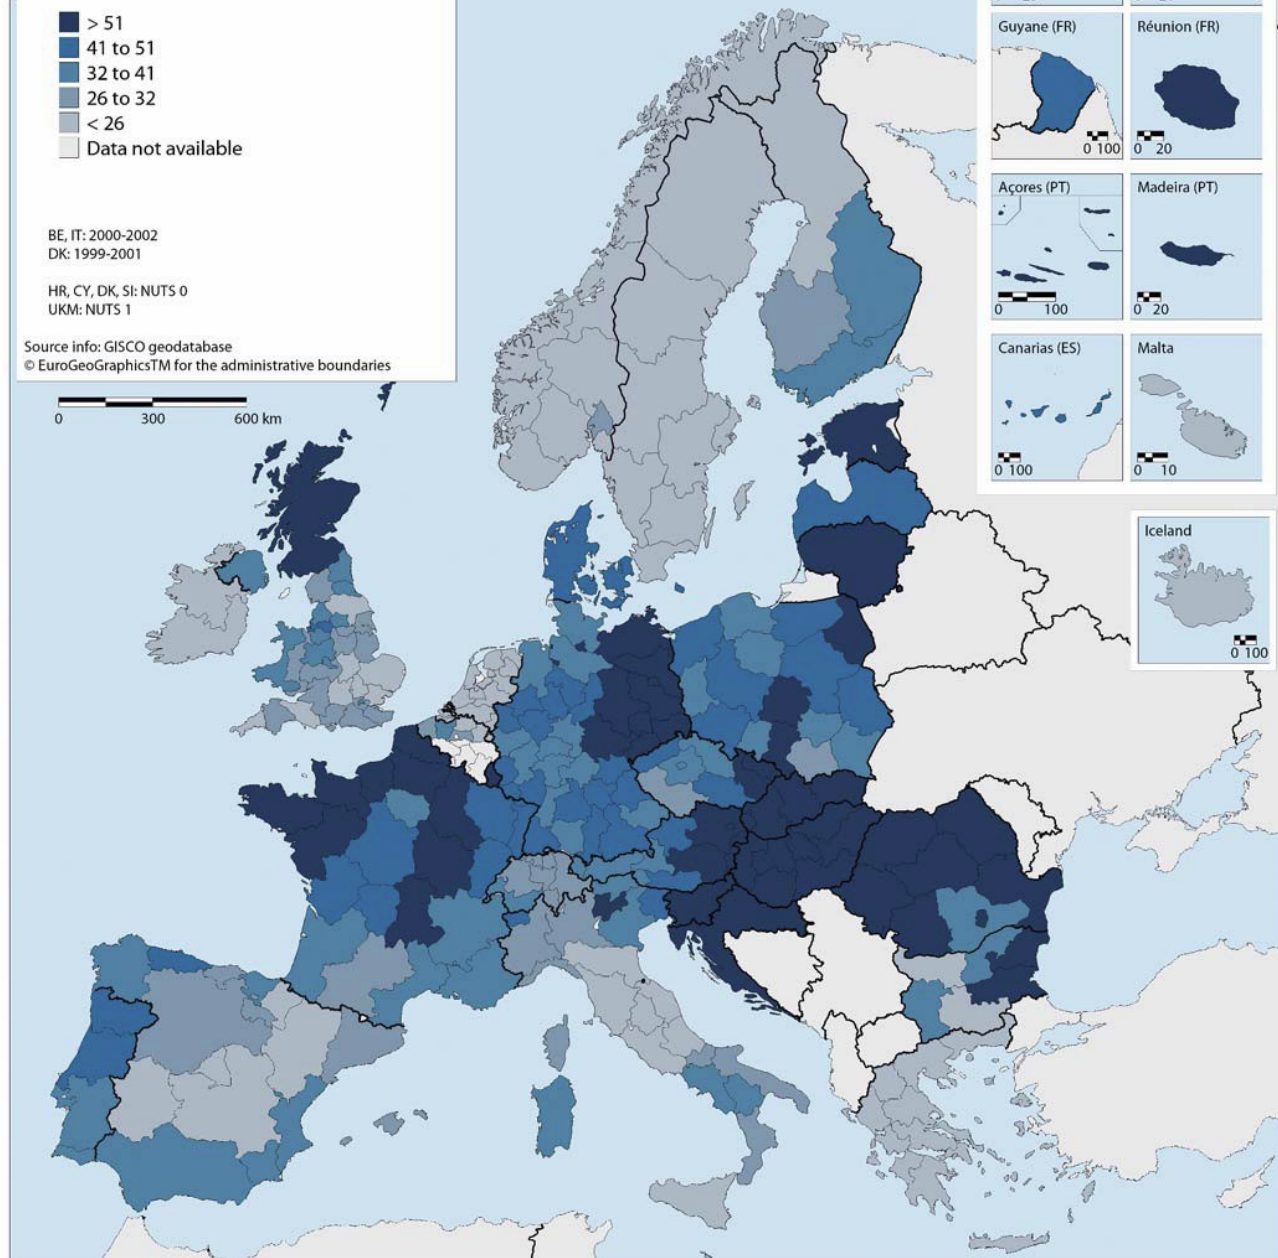 > 51
41 to 51
32 to 41
26 to 32
< 26
Data not available
BE, IT: 2000-2002
DK: 1999-2001
HR, CY, DK, SI: NUTS 0
UKM: NUTS 1
Source info: GISCO geodatabase
© EuroGeoGraphicsTM for the administrative boundaries
0 300 600 km
Guyane (FR)
0 100
Réunion (FR)
0 20
Açores (PT)
0 100
Madeira (PT)
0 20
Canarias (ES)
0 100
Malta
0 10
Iceland
0 100